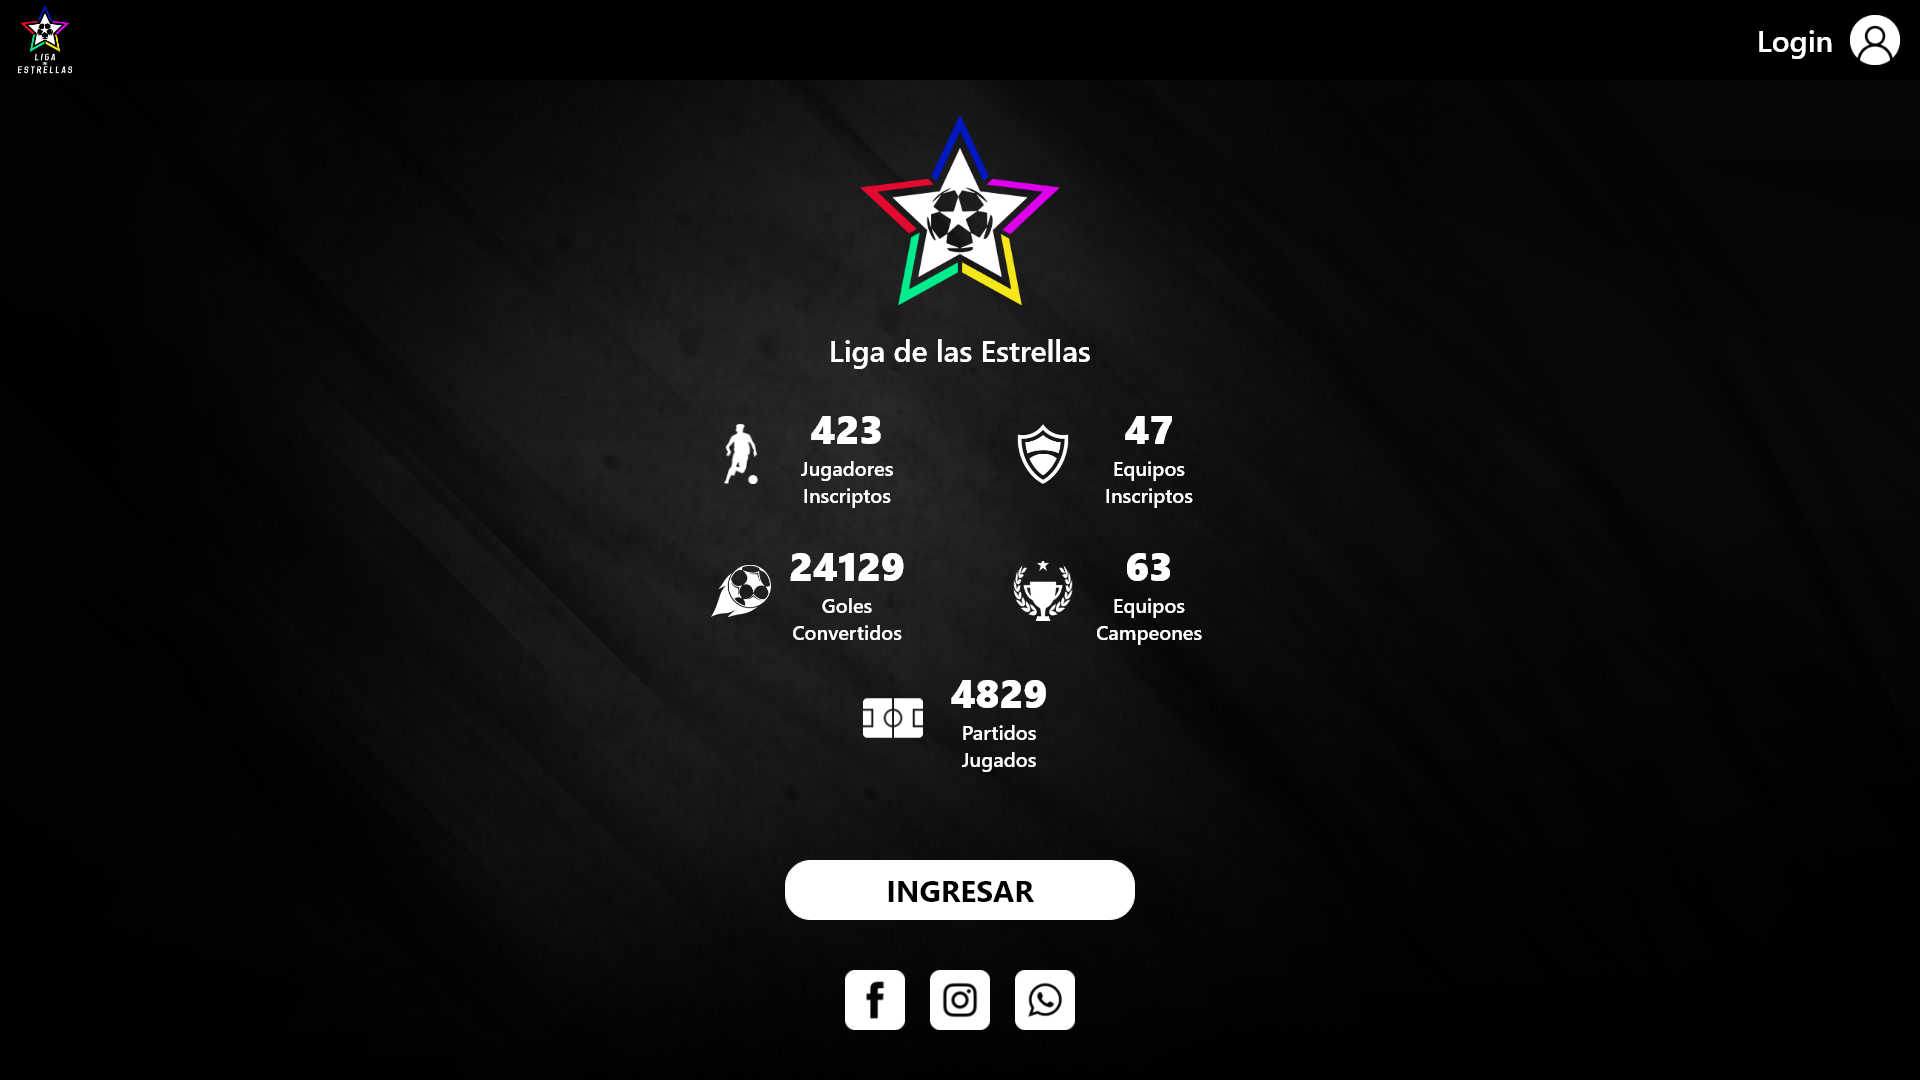 LIGA
ESTRELLAS
Login
Liga de las Estrellas
423
Jugadores
Inscriptos
47
Equipos
Inscriptos
24129
Goles
Convertidos
63
Equipos
Campeones
4829
Partidos
Jugados
INGRESAR